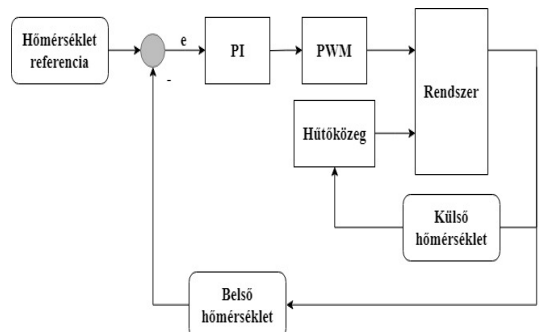 Hőmérséklet
referencia
e
-
PI
PWM
Rendszer
Hűtőközeg
Külső
hőmérséklet
Belső
hőmérséklet